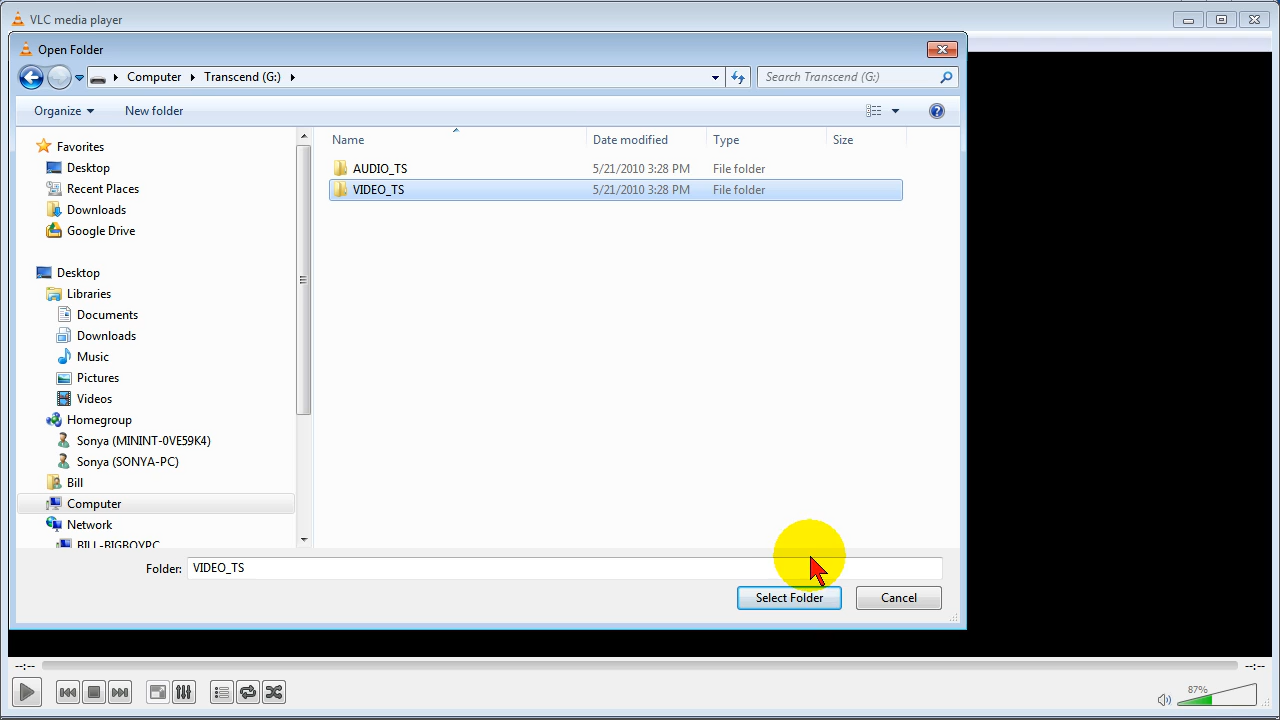 VLC media player
Open Folder
Computer Transcend (G:)
Search Transcend (G:)
Organize New folder
Name Date modified Type Size
AUDIO_TS 5/21/2010 3:28 PM File folder
VIDEO_TS 5/21/2010 3:28 PM File folder
Favorites
Desktop
Recent Places
Downloads
Google Drive
Desktop
Libraries
Documents
Downloads
Music
Pictures
Videos
Homegroup
Sonya (MININT-0VE59K4)
Sonya (SONYA-PC)
Bill
Computer
Network
BILL-BIGBOYPC
Folder: VIDEO_TS
Select Folder Cancel
--:-- --:--
87%